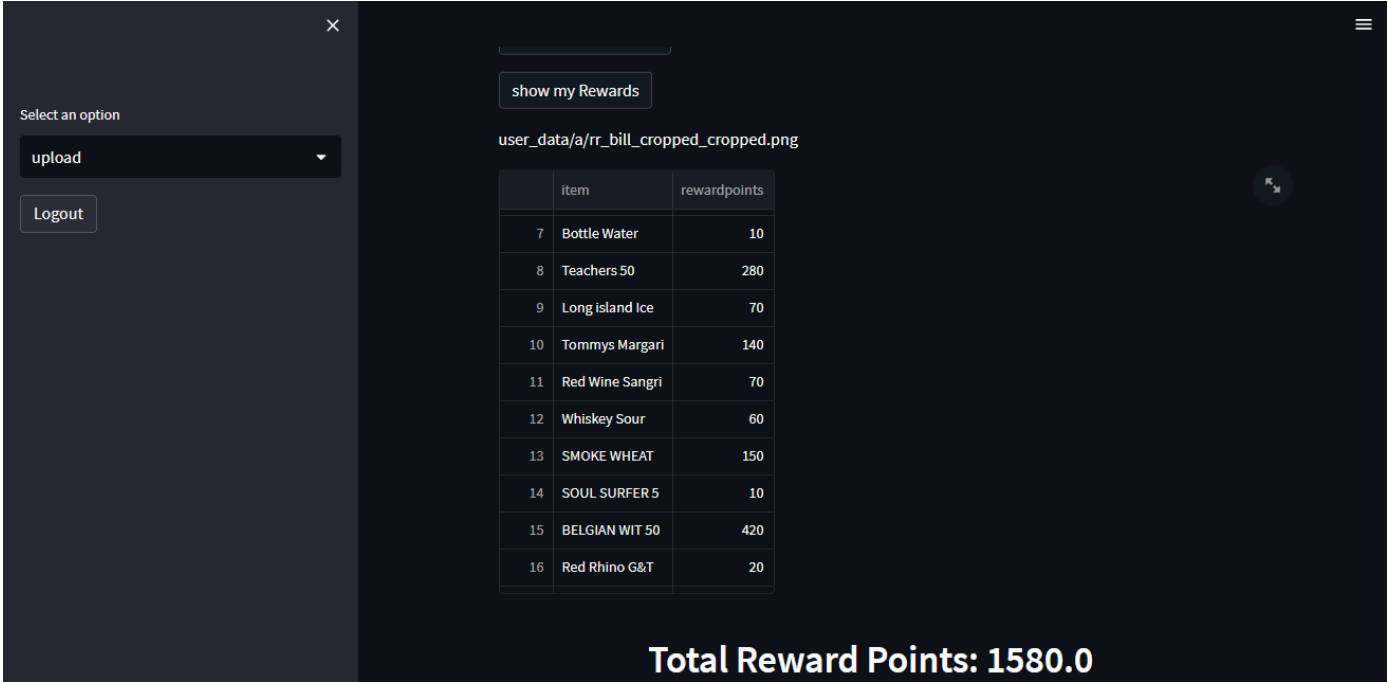 Select an option
upload
Logout
show my Rewards
user_data/a/rr_bill_cropped_cropped.png
item rewardpoints
7 Bottle Water 10
8 Teachers 50 280
9 Long island Ice 70
10 Tommys Margari 140
11 Red Wine Sangri 70
12 Whiskey Sour 60
13 SMOKE WHEAT 150
14 SOUL SURFER 5 10
15 BELGIAN WIT 50 420
16 Red Rhino G&T 20
Total Reward Points: 1580.0